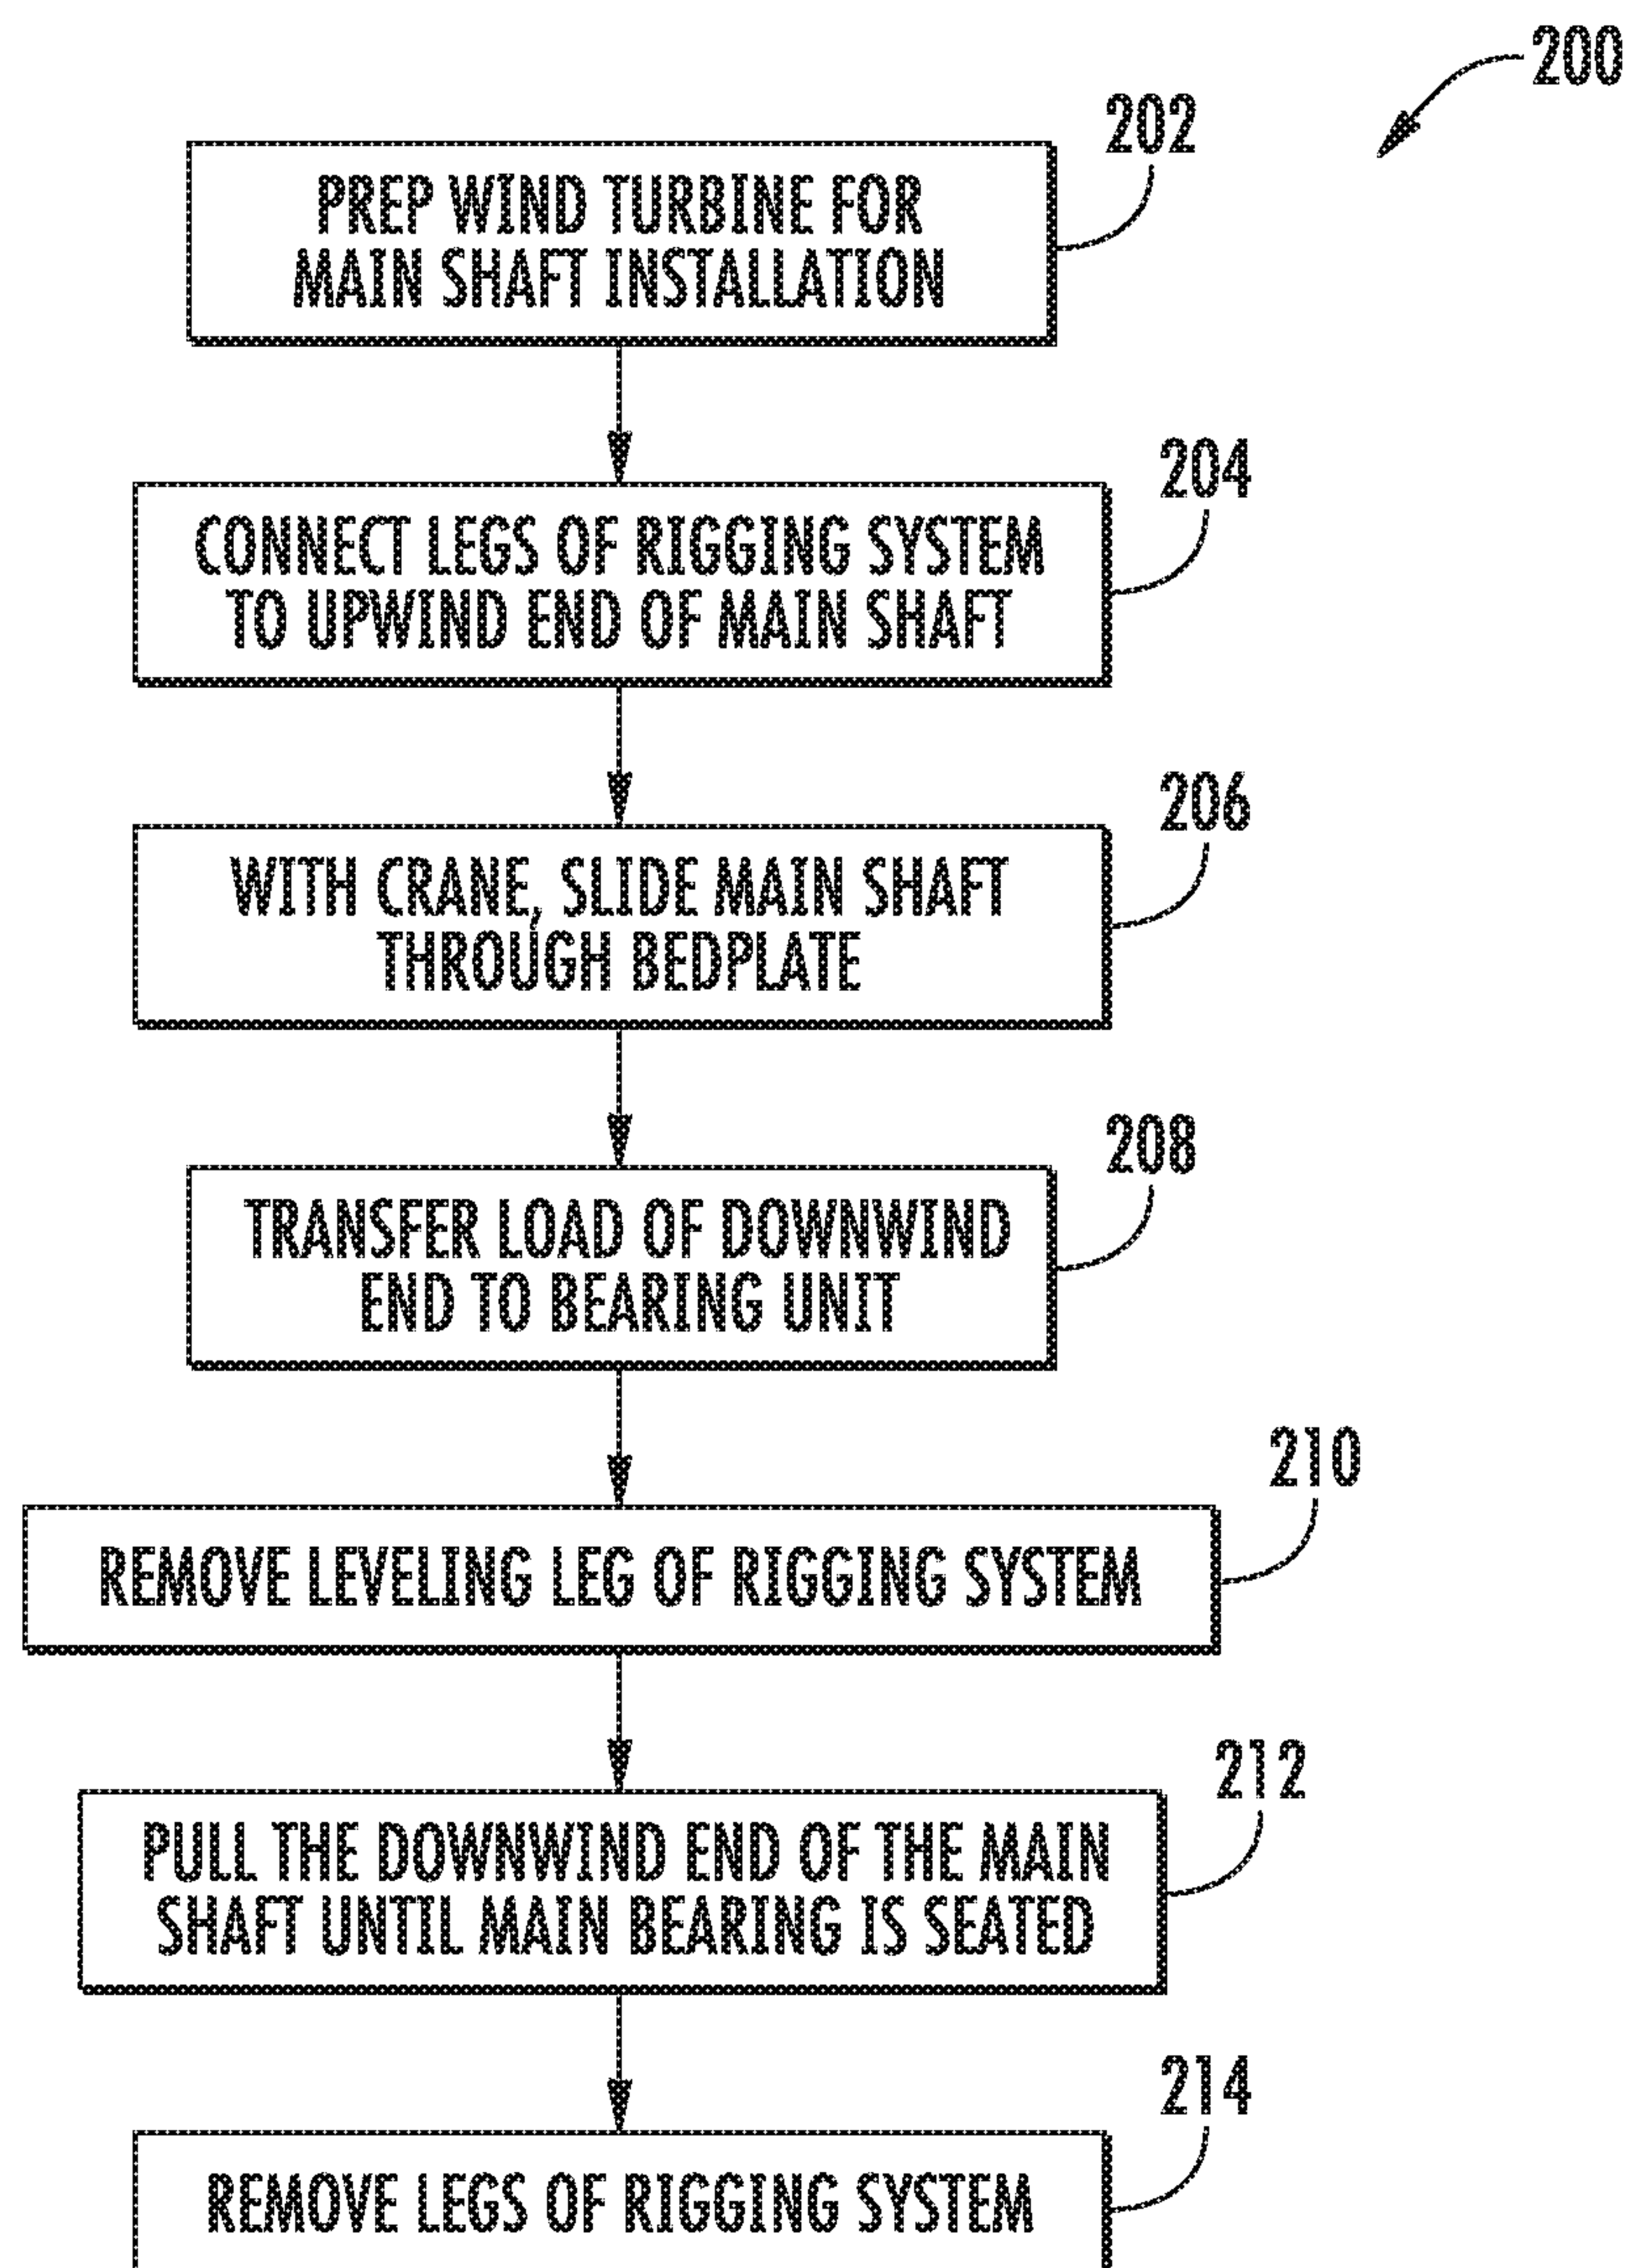 200
202
PREP WIND TURBINE FOR
MAIN SHAFT INSTALLATION
204
CONNECT LEGS OF RIGGING SYSTEM
TO UPWIND END OF MAIN SHAFT
206
WITH CRANE, SLIDE MAIN SHAFT
THROUGH BEDPLATE
208
TRANSFER LOAD OF DOWNWIND
END TO BEARING UNIT
210
REMOVE LEVELING LEG OF RIGGING SYSTEM
212
PULL THE DOWNWIND END OF THE MAIN
SHAFT UNTIL MAIN BEARING IS SEATED
214
REMOVE LEGS OF RIGGING SYSTEM